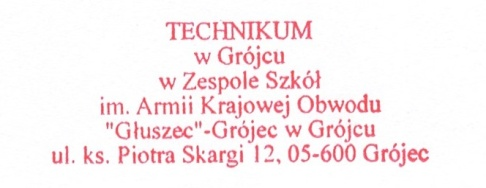 TECHNIKUM
w Grójcu
w Zespole Szkół
im. Armii Krajowej Obwodu
"Głuszec"-Grójec w Grójcu
ul. ks. Piotra Skargi 12, 05-600 Grójec